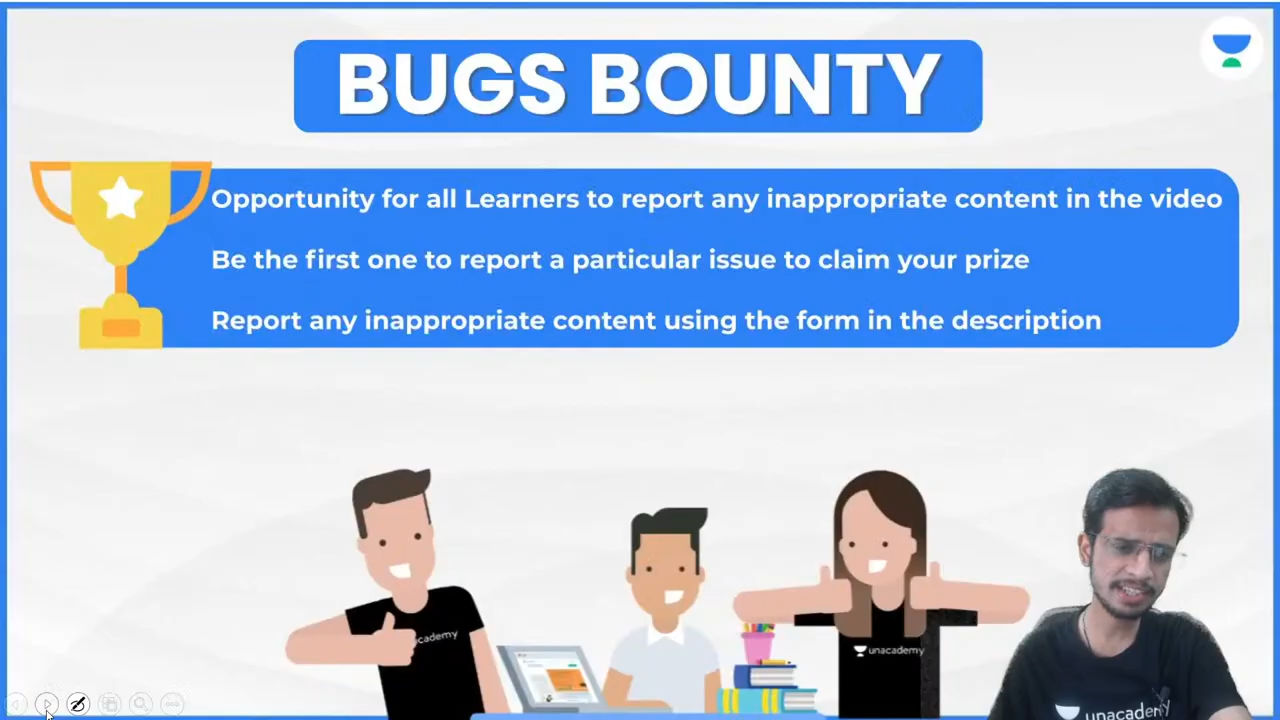 BUGS BOUNTY
Opportunity for all Learners to report any inappropriate content in the video
Be the first one to report a particular issue to claim your prize
Report any inappropriate content using the form in the description
unacademy
unacademy